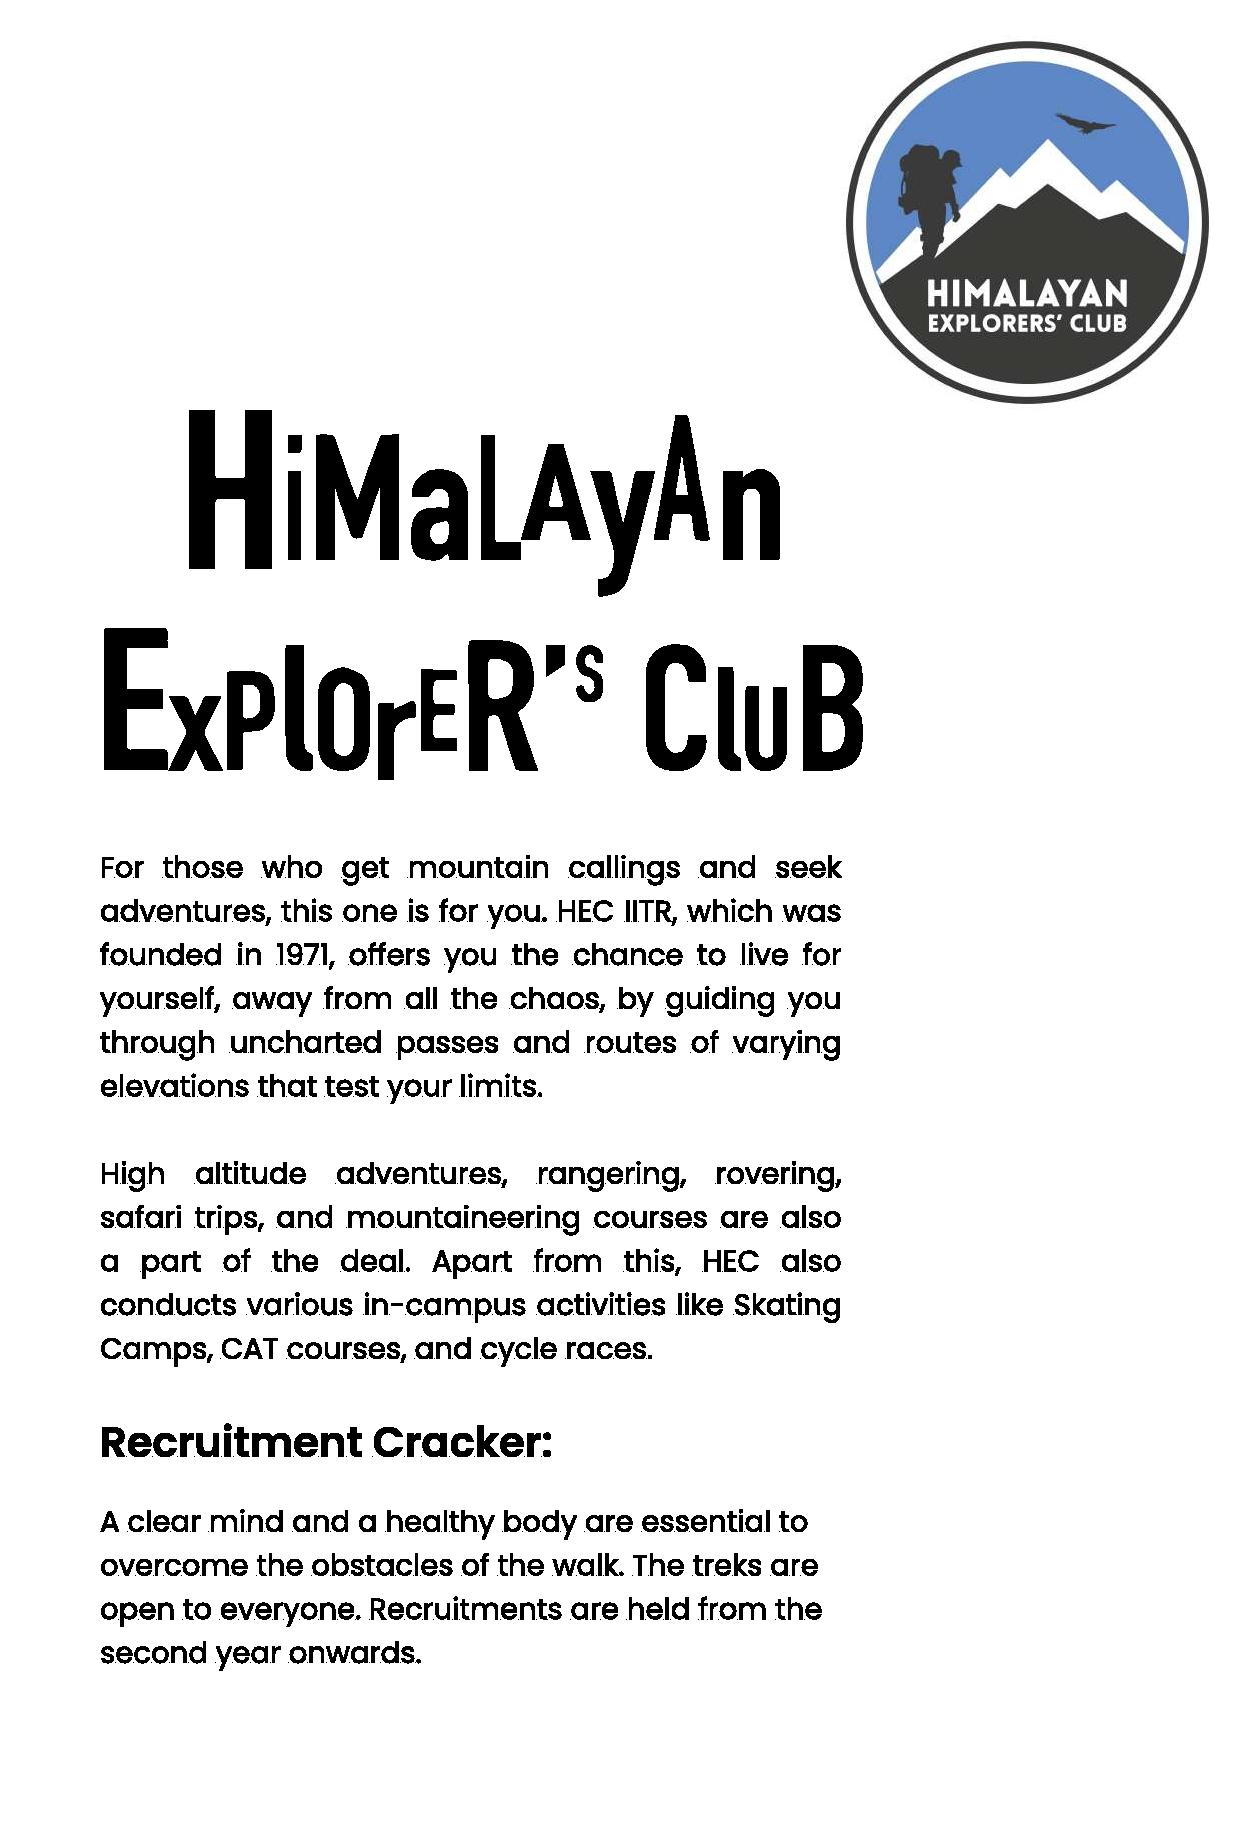 HIMALAYAN
EXPLORERS' CLUB
HiMaLAyAn
ExPlOrER'S CluB
For those who get mountain callings and seek
adventures, this one is for you. HEC IITR, which was
founded in 1971, offers you the chance to live for
yourself, away from all the chaos, by guiding you
through uncharted passes and routes of varying
elevations that test your limits.
High altitude adventures, rangering, rovering,
safari trips, and mountaineering courses are also
a part of the deal. Apart from this, HEC also
conducts various in-campus activities like Skating
Camps, CAT courses, and cycle races.
Recruitment Cracker:
A clear mind and a healthy body are essential to
overcome the obstacles of the walk. The treks are
open to everyone. Recruitments are held from the
second year onwards.